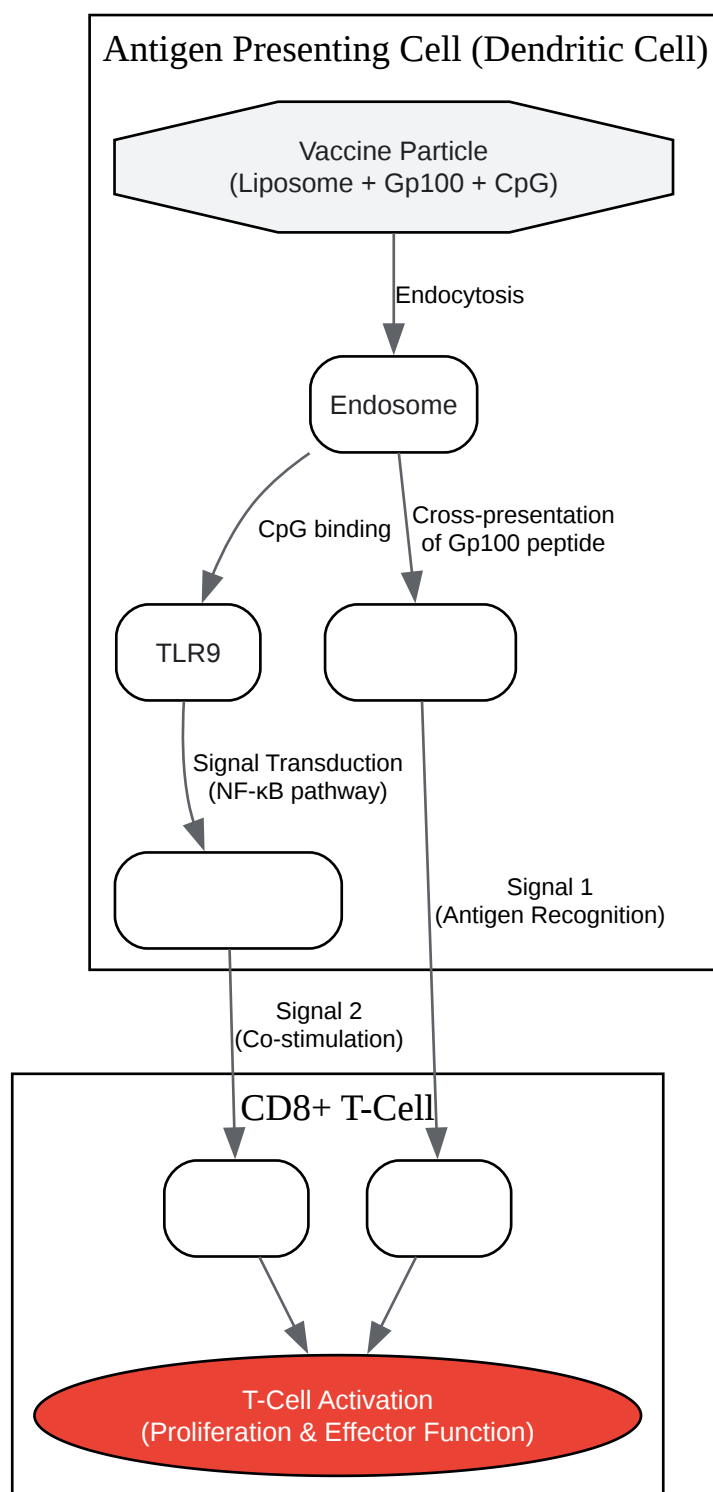 Antigen Presenting Cell (Dendritic Cell)
Vaccine Particle
(Liposome + Gp100 + CpG)
Endocytosis
Endosome
CpG binding
Cross-presentation
of Gp100 peptide
TLR9
Signal Transduction
(NF-κB pathway)
Signal 1
(Antigen Recognition)
Signal 2
(Co-stimulation)
CD8+ T-Cell
T-Cell Activation
(Proliferation & Effector Function)